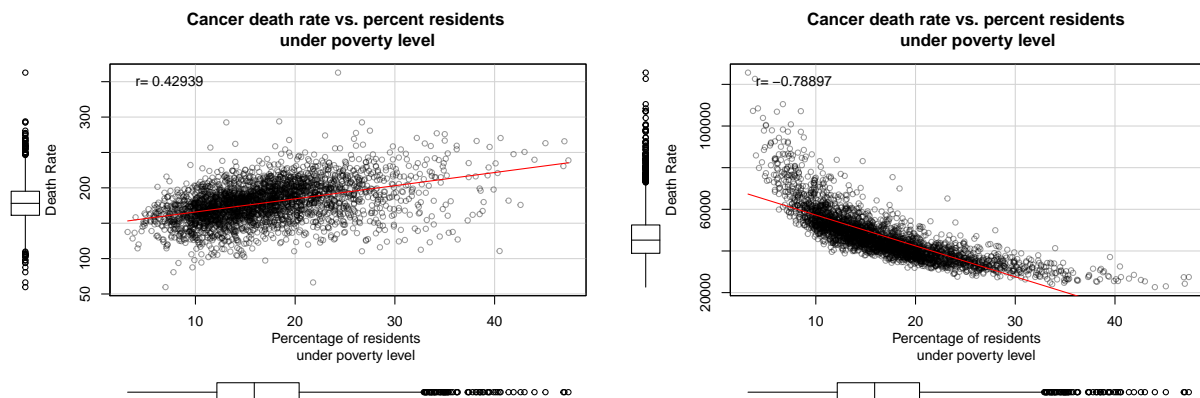 Cancer death rate vs. percent residents
under poverty level
r= 0.42939
Death Rate
300
200
100
50
10 20 30 40
Percentage of residents
under poverty level
Cancer death rate vs. percent residents
under poverty level
r= −0.78897
Death Rate
100000
60000
20000
10 20 30 40
Percentage of residents
under poverty level